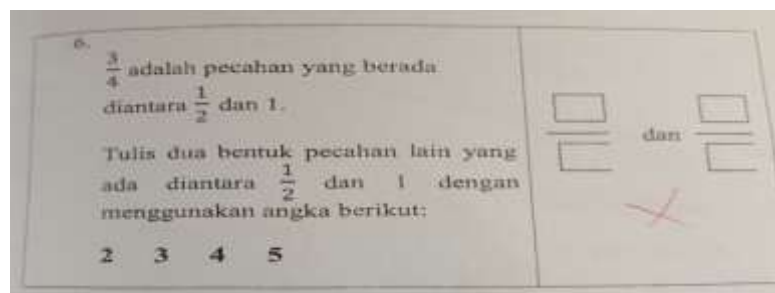 6.
3/4 adalah pecahan yang berada
diantara 1/2 dan 1.
Tulis dua bentuk pecahan lain yang
ada diantara 1/2 dan 1 dengan
menggunakan angka berikut:
2 3 4 5
dan